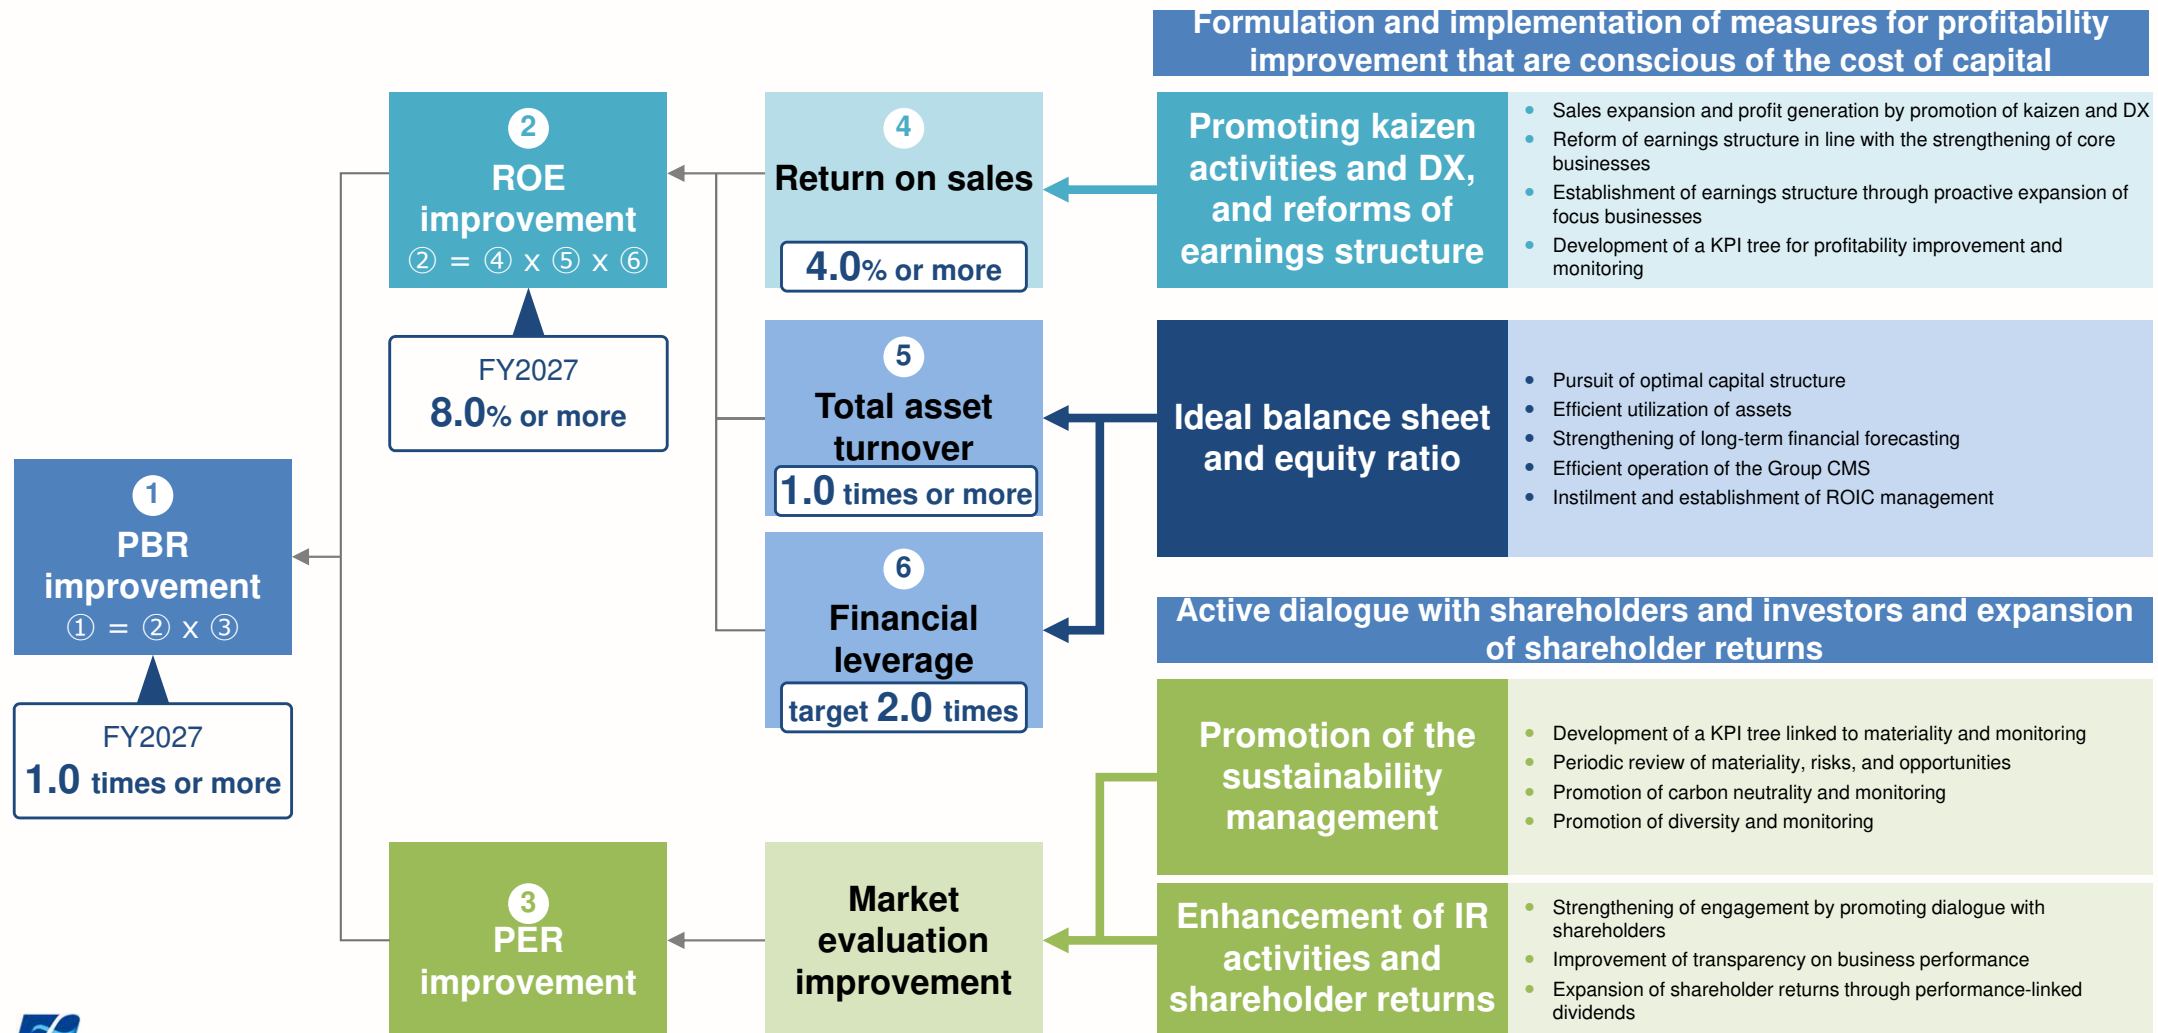 Formulation and implementation of measures for profitability
improvement that are conscious of the cost of capital
1
PBR
improvement
① = ② x ③
FY2027
1.0 times or more
2
ROE
improvement
② = ④ x ⑤ x ⑥
FY2027
8.0% or more
3
PER
improvement
4
Return on sales
4.0% or more
5
Total asset
turnover
1.0 times or more
6
Financial
leverage
target 2.0 times
Market
evaluation
improvement
Promoting kaizen
activities and DX,
and reforms of
earnings structure
• Sales expansion and profit generation by promotion of kaizen and DX
• Reform of earnings structure in line with the strengthening of core
businesses
• Establishment of earnings structure through proactive expansion of
focus businesses
• Development of a KPI tree for profitability improvement and
monitoring
Ideal balance sheet
and equity ratio
• Pursuit of optimal capital structure
• Efficient utilization of assets
• Strengthening of long-term financial forecasting
• Efficient operation of the Group CMS
• Instilment and establishment of ROIC management
Active dialogue with shareholders and investors and expansion
of shareholder returns
Promotion of the
sustainability
management
• Development of a KPI tree linked to materiality and monitoring
• Periodic review of materiality, risks, and opportunities
• Promotion of carbon neutrality and monitoring
• Promotion of diversity and monitoring
Enhancement of IR
activities and
shareholder returns
• Strengthening of engagement by promoting dialogue with
shareholders
• Improvement of transparency on business performance
• Expansion of shareholder returns through performance-linked
dividends